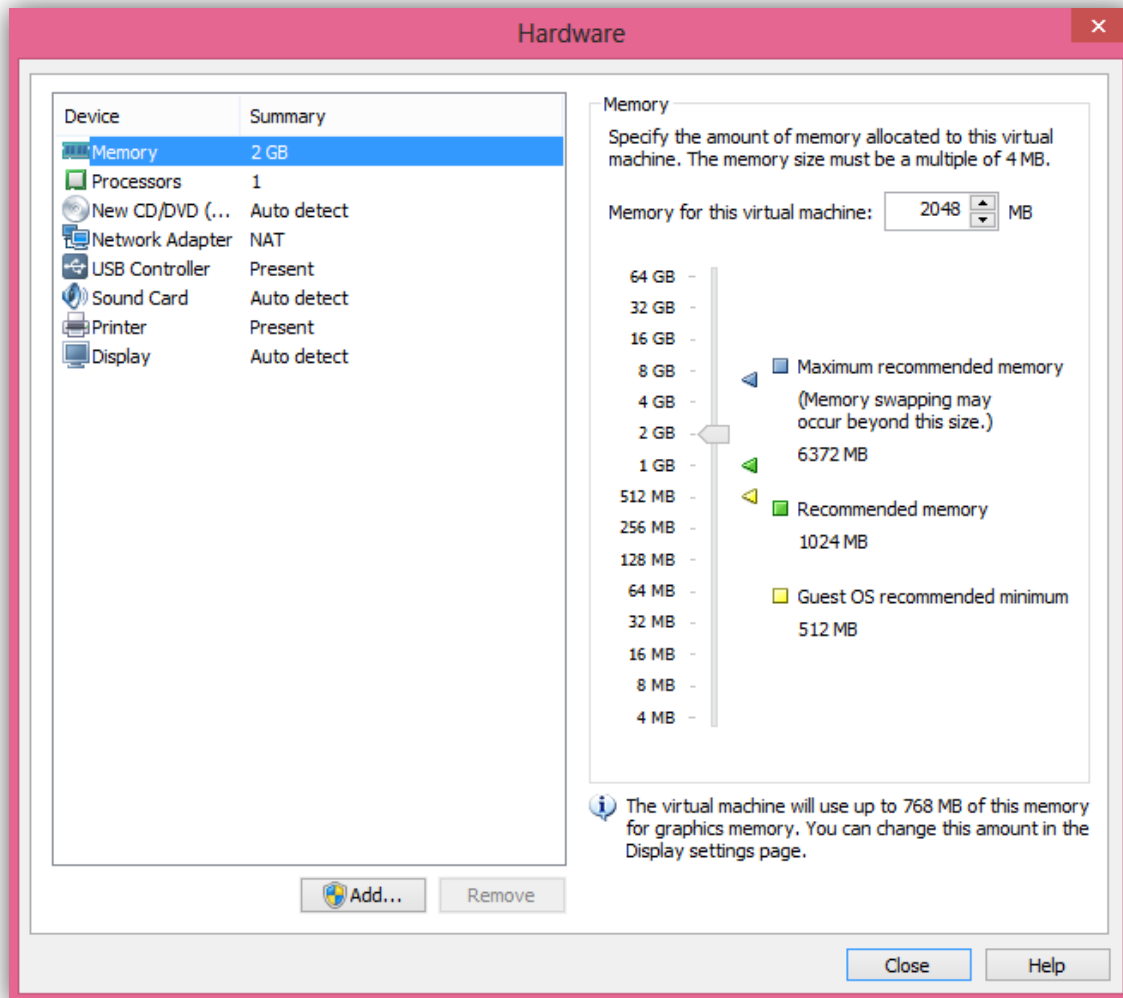 Hardware
Device Summary
Memory 2 GB
Processors 1
New CD/DVD (... Auto detect
Network Adapter NAT
USB Controller Present
Sound Card Auto detect
Printer Present
Display Auto detect
Add...
Remove
Memory
Specify the amount of memory allocated to this virtual
machine. The memory size must be a multiple of 4 MB.
Memory for this virtual machine: 2048 MB
64 GB
32 GB
16 GB
8 GB
4 GB
2 GB
1 GB
512 MB
256 MB
128 MB
64 MB
32 MB
16 MB
8 MB
4 MB
Maximum recommended memory
(Memory swapping may
occur beyond this size.)
6372 MB
Recommended memory
1024 MB
Guest OS recommended minimum
512 MB
The virtual machine will use up to 768 MB of this memory
for graphics memory. You can change this amount in the
Display settings page.
Close
Help